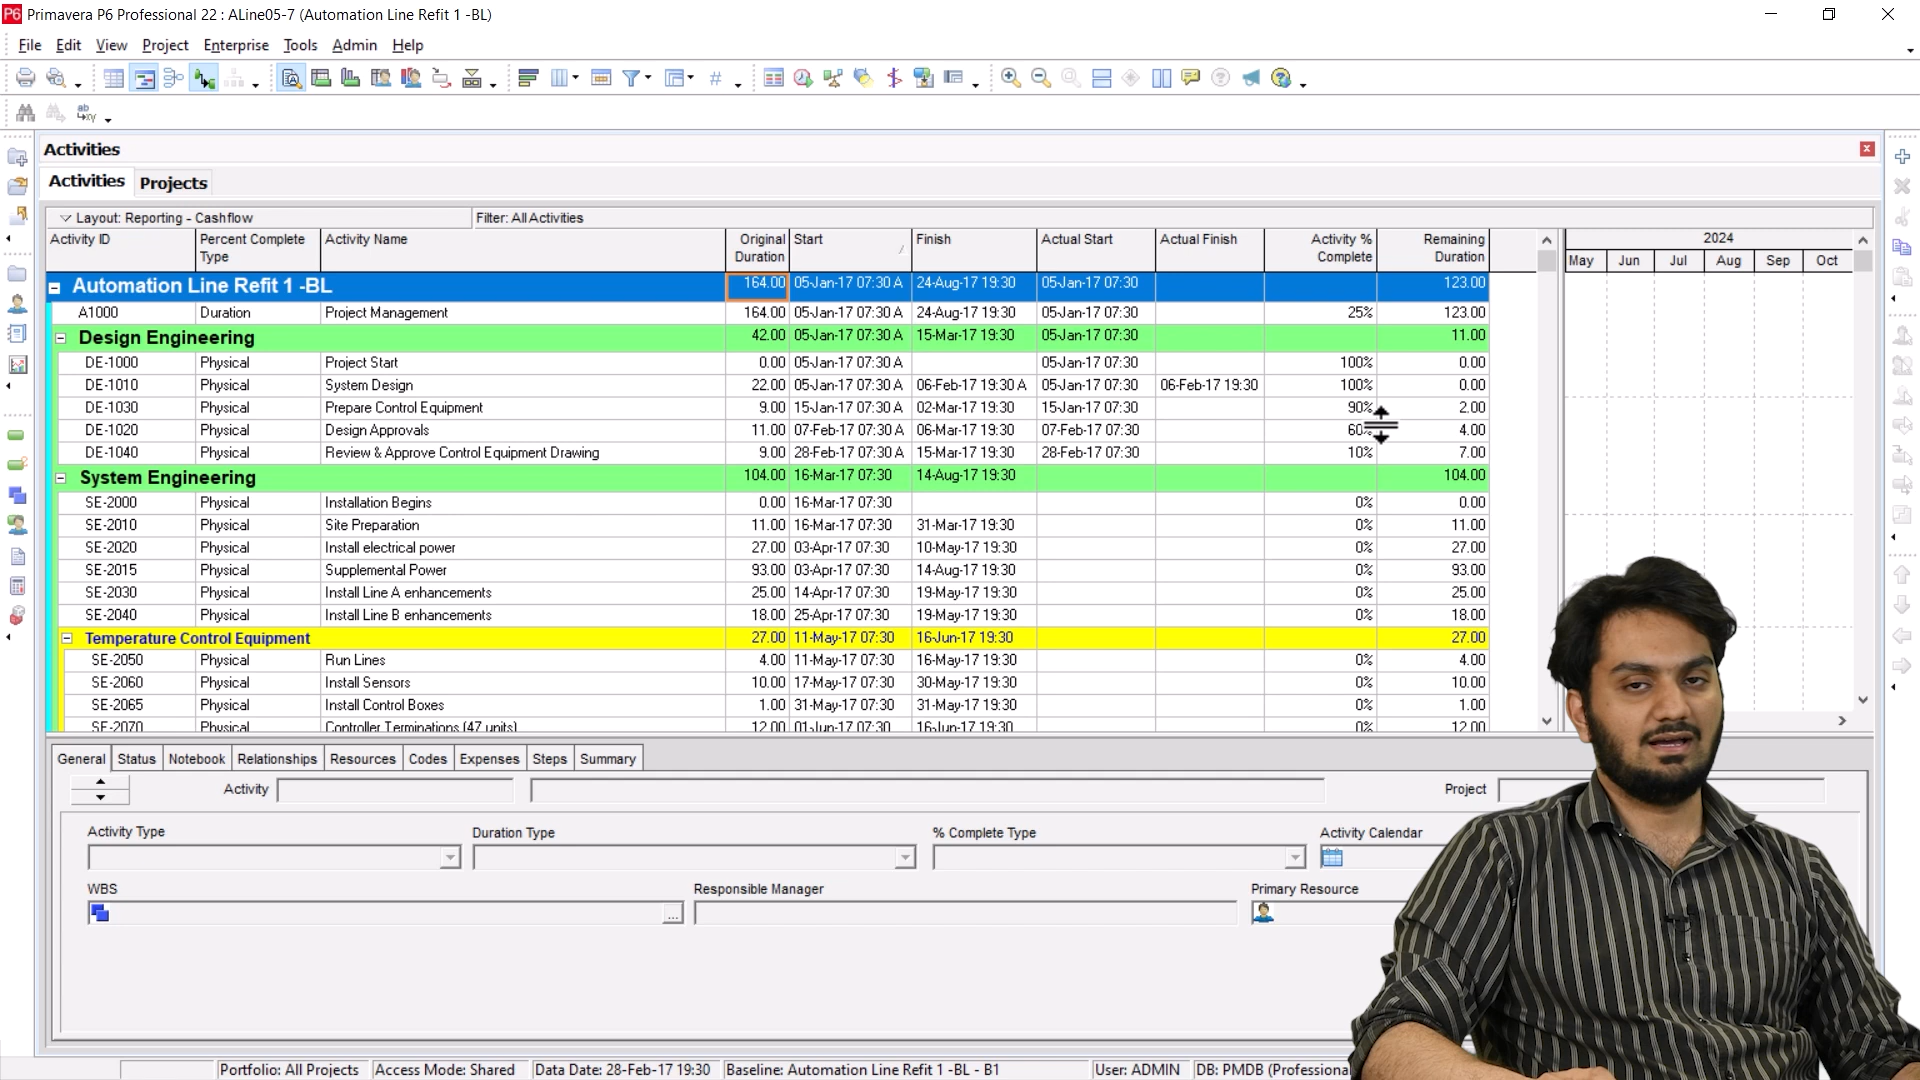 P6 Primavera P6 Professional 22 : ALine05-7 (Automation Line Refit 1 -BL)
File Edit View Project Enterprise Tools Admin Help
Activities
Activities Projects
Layout: Reporting - Cashflow Filter: All Activities
Activity ID Percent Complete Type Activity Name Original Duration Start Finish Actual Start Actual Finish Activity % Complete Remaining Duration
2024
May Jun Jul Aug Sep Oct
Automation Line Refit 1 -BL 164.00 05-Jan-17 07:30 A 24-Aug-17 19:30 05-Jan-17 07:30 123.00
A1000 Duration Project Management 164.00 05-Jan-17 07:30 A 24-Aug-17 19:30 05-Jan-17 07:30 25% 123.00
Design Engineering 42.00 05-Jan-17 07:30 A 15-Mar-17 19:30 05-Jan-17 07:30 11.00
DE-1000 Physical Project Start 0.00 05-Jan-17 07:30 A 05-Jan-17 07:30 100% 0.00
DE-1010 Physical System Design 22.00 05-Jan-17 07:30 A 06-Feb-17 19:30 A 05-Jan-17 07:30 06-Feb-17 19:30 100% 0.00
DE-1030 Physical Prepare Control Equipment 9.00 15-Jan-17 07:30 A 02-Mar-17 19:30 15-Jan-17 07:30 90% 2.00
DE-1020 Physical Design Approvals 11.00 07-Feb-17 07:30 A 06-Mar-17 19:30 07-Feb-17 07:30 60% 4.00
DE-1040 Physical Review & Approve Control Equipment Drawing 9.00 28-Feb-17 07:30 A 15-Mar-17 19:30 28-Feb-17 07:30 10% 7.00
System Engineering 104.00 16-Mar-17 07:30 14-Aug-17 19:30 104.00
SE-2000 Physical Installation Begins 0.00 16-Mar-17 07:30 0% 0.00
SE-2010 Physical Site Preparation 11.00 16-Mar-17 07:30 31-Mar-17 19:30 0% 11.00
SE-2020 Physical Install electrical power 27.00 03-Apr-17 07:30 10-May-17 19:30 0% 27.00
SE-2015 Physical Supplemental Power 93.00 03-Apr-17 07:30 14-Aug-17 19:30 0% 93.00
SE-2030 Physical Install Line A enhancements 25.00 14-Apr-17 07:30 19-May-17 19:30 0% 25.00
SE-2040 Physical Install Line B enhancements 18.00 25-Apr-17 07:30 19-May-17 19:30 0% 18.00
Temperature Control Equipment 27.00 11-May-17 07:30 16-Jun-17 19:30 27.00
SE-2050 Physical Run Lines 4.00 11-May-17 07:30 16-May-17 19:30 0% 4.00
SE-2060 Physical Install Sensors 10.00 17-May-17 07:30 30-May-17 19:30 0% 10.00
SE-2065 Physical Install Control Boxes 1.00 31-May-17 07:30 31-May-17 19:30 0% 1.00
SE-2070 Physical Controller Terminations (47 units) 12.00 01-Jun-17 07:30 16-Jun-17 19:30 0% 12.00
General Status Notebook Relationships Resources Codes Expenses Steps Summary
Activity Project
Activity Type Duration Type % Complete Type Activity Calendar
WBS Responsible Manager Primary Resource
Portfolio: All Projects Access Mode: Shared Data Date: 28-Feb-17 19:30 Baseline: Automation Line Refit 1 -BL - B1 User: ADMIN DB: PMDB (Professiona